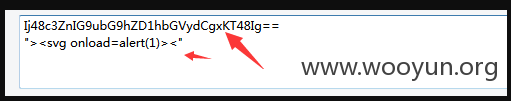 Ij48c3ZnIG9ubG9hZD1hbGVydCgxKT48Ig==
"><svg onload=alert(1)><"
www.wooyun.org